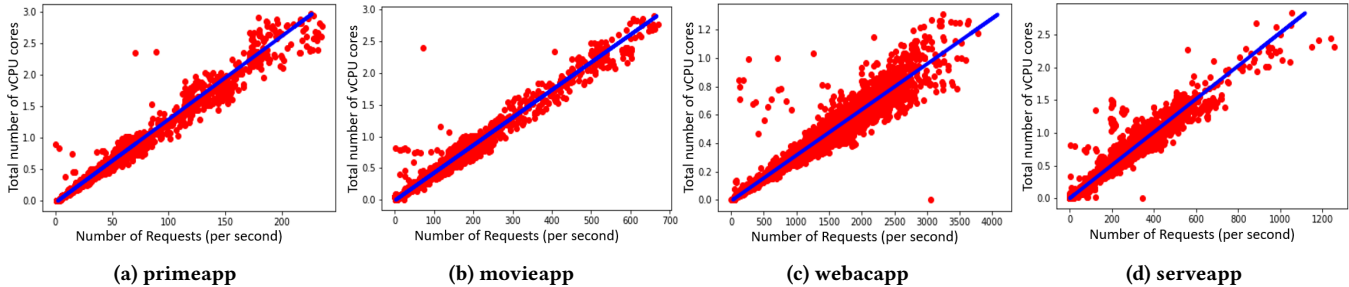 Total number of vCPU cores
3.0
2.5
2.0
1.5
1.0
0.5
0.0
0 50 100 150 200
Number of Requests (per second)
(a) primeapp
Total number of vCPU cores
3.0
2.5
2.0
1.5
1.0
0.5
0.0
0 100 200 300 400 500 600 700
Number of Requests (per second)
(b) movieapp
Total number of vCPU cores
1.2
1.0
0.8
0.6
0.4
0.2
0.0
0 500 1000 1500 2000 2500 3000 3500 4000
Number of Requests (per second)
(c) webacapp
Total number of vCPU cores
2.5
2.0
1.5
1.0
0.5
0.0
0 200 400 600 800 1000 1200
Number of Requests (per second)
(d) serveapp